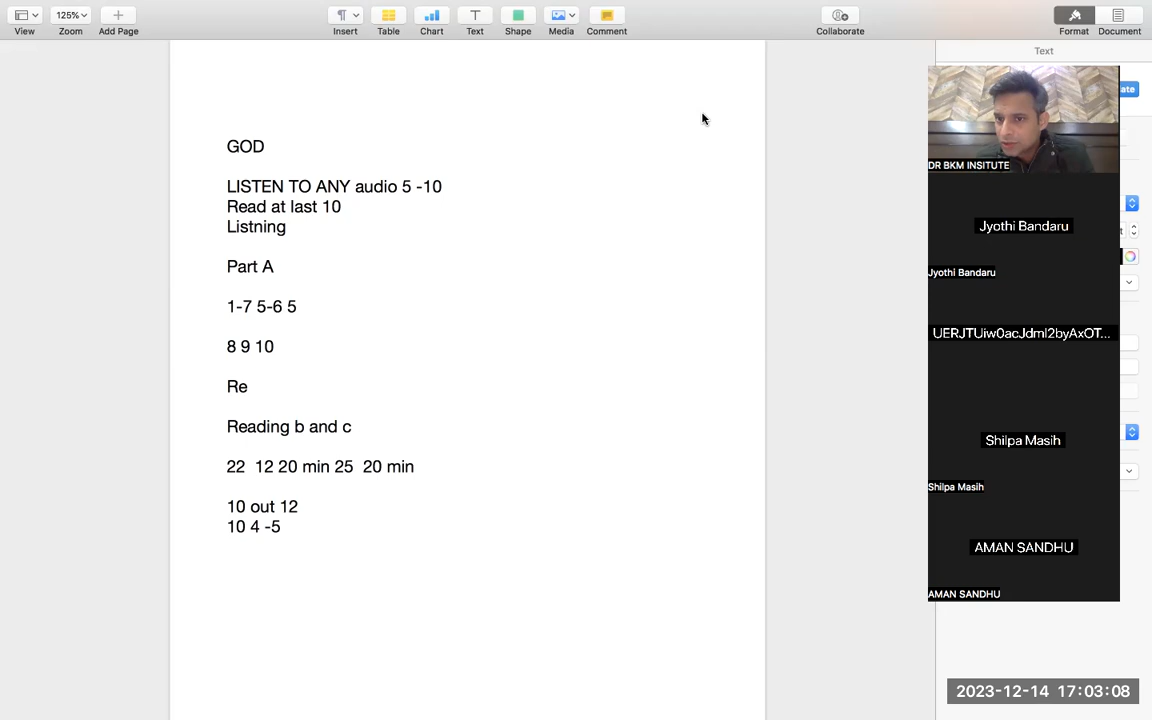 125%
View
Zoom
Add Page
Insert
Table
Chart
Text
Shape
Media
Comment
Collaborate
Format
Document
Text
ate
GOD
LISTEN TO ANY audio 5 -10
Read at last 10
Listning
Part A
1-7 5-6 5
8 9 10
Re
Reading b and c
22  12 20 min 25  20 min
10 out 12
10 4 -5
DR BKM INSITUTE
Jyothi Bandaru
Jyothi Bandaru
Shilpa Masih
Shilpa Masih
AMAN SANDHU
AMAN SANDHU
2023-12-14 17:03:08